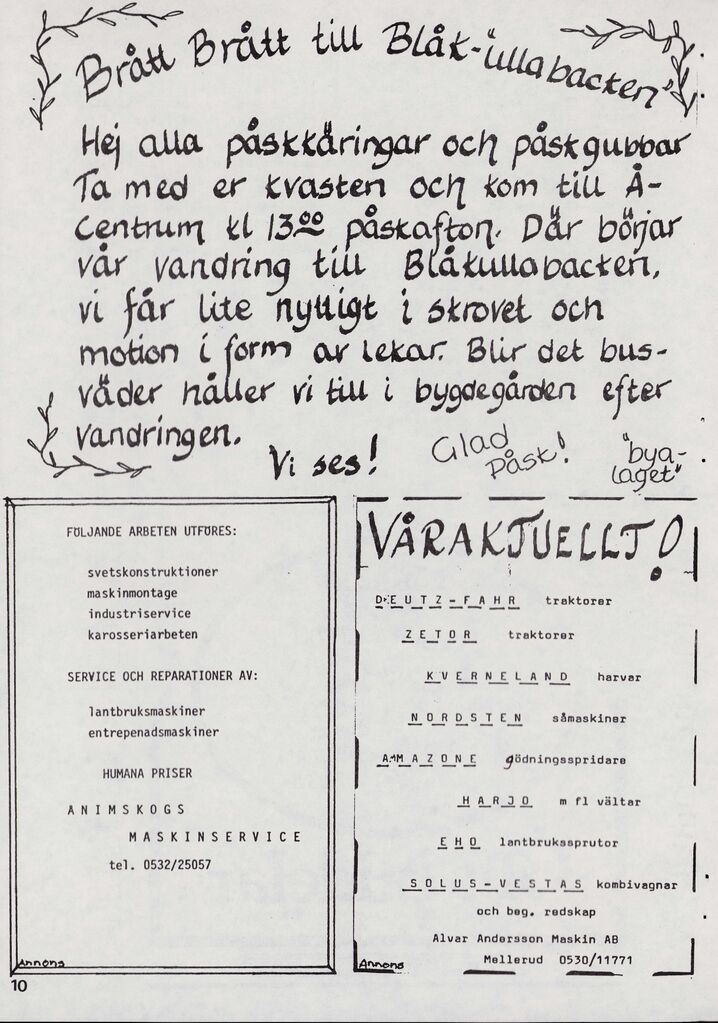 Brått Brått till Blåk-"ullabacken"
Hej alla påskkäringar och påskgubbar
Ta med er kvasten och kom till Å-
Centrum kl 13⁰⁰ påskafton. Där börjar
vår vandring till Blåkullabacken,
vi får lite nyttigt i skrovet och
motion i form av lekar. Blir det bus-
väder håller vi till i bygdegården efter
vandringen.
Vi ses!
Glad
Påsk!
"bya-
laget"
FÖLJANDE ARBETEN UTFÖRES:
svetskonstruktioner
maskinmontage
industriservice
karosseriarbeten
SERVICE OCH REPARATIONER AV:
lantbruksmaskiner
entrepenadsmaskiner
HUMANA PRISER
ANIMSKOGS
MASKINSERVICE
tel. 0532/25057
Annons
VÅRAKTUELLT!
DEUTZ-FAHR traktorer
ZETOR traktorer
KVERNELAND harvar
NORDSTEN såmaskiner
AMAZONE gödningsspridare
HARJO m fl vältar
EHO lantbrukssprutor
SOLUS-VESTAS kombivagnar
och beg. redskap
Alvar Andersson Maskin AB
Mellerud 0530/11771
Annons
10